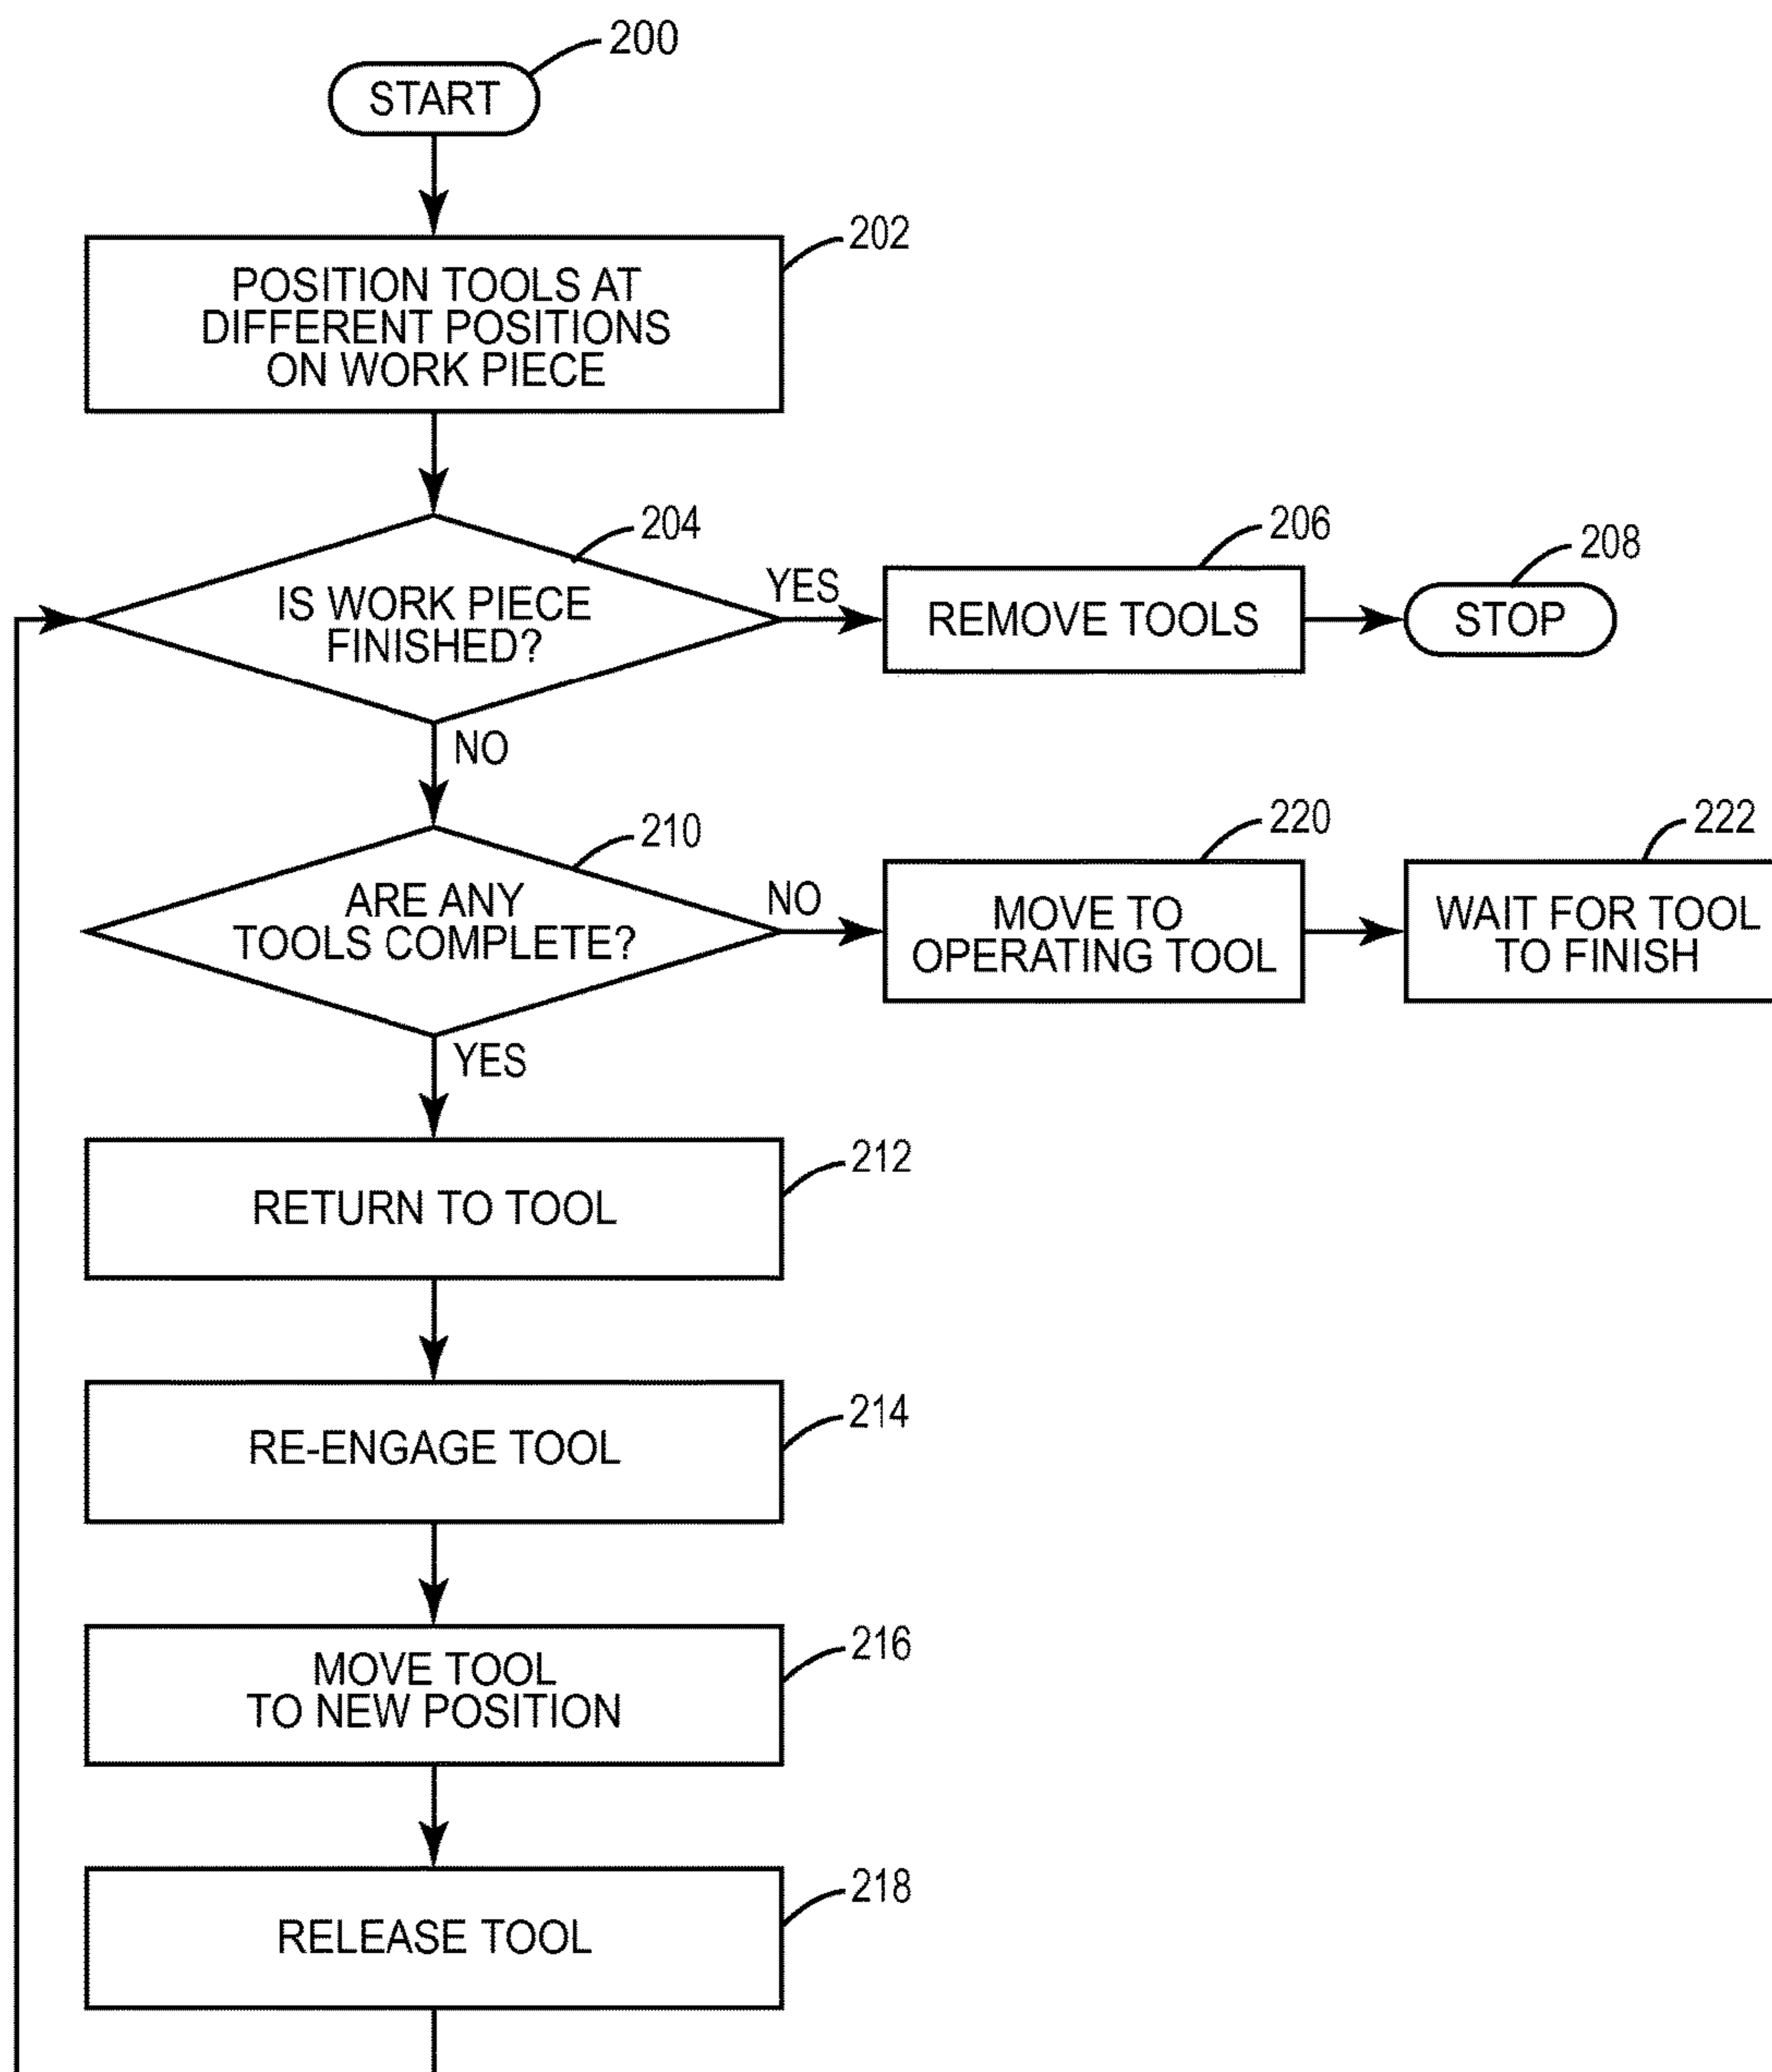 200
START
202
POSITION TOOLS AT
DIFFERENT POSITIONS
ON WORK PIECE
204
IS WORK PIECE
FINISHED?
YES
206
REMOVE TOOLS
208
STOP
NO
210
ARE ANY
TOOLS COMPLETE?
NO
220
MOVE TO
OPERATING TOOL
222
WAIT FOR TOOL
TO FINISH
YES
212
RETURN TO TOOL
214
RE-ENGAGE TOOL
216
MOVE TOOL
TO NEW POSITION
218
RELEASE TOOL